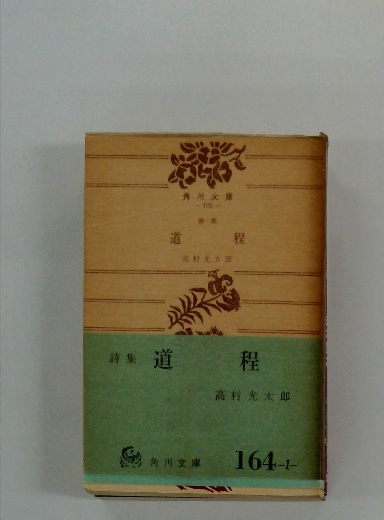 角川文庫
詩集
道 程
高村光太郎
詩集 道 程
高村光太郎
角川文庫 164-1-